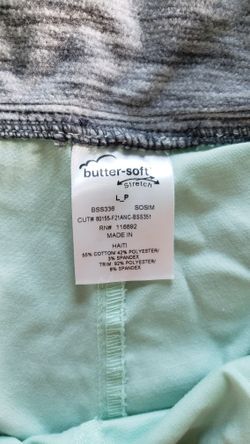 butter-soft
stretch
L_P
BSS336 SOSIM
CUT# 60155-F21ANC-BSS351
RN# 116692
MADE IN
HAITI
55% COTTON/ 42% POLYESTER/
3% SPANDEX
TRIM: 92% POLYESTER/
8% SPANDEX